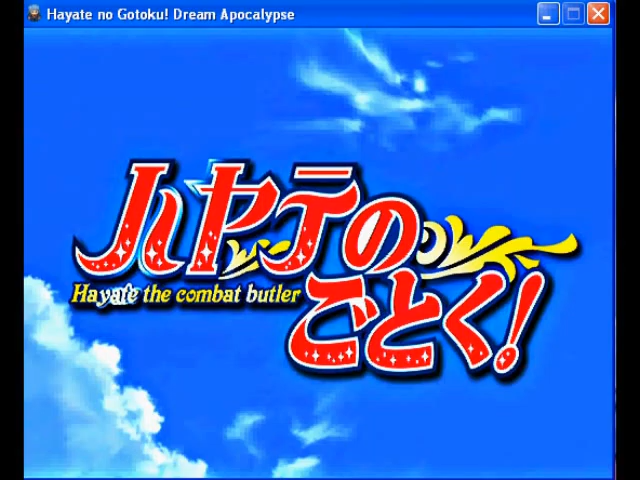 Hayate no Gotoku! Dream Apocalypse
ハヤテの
Hayate the combat butler
ごとく!